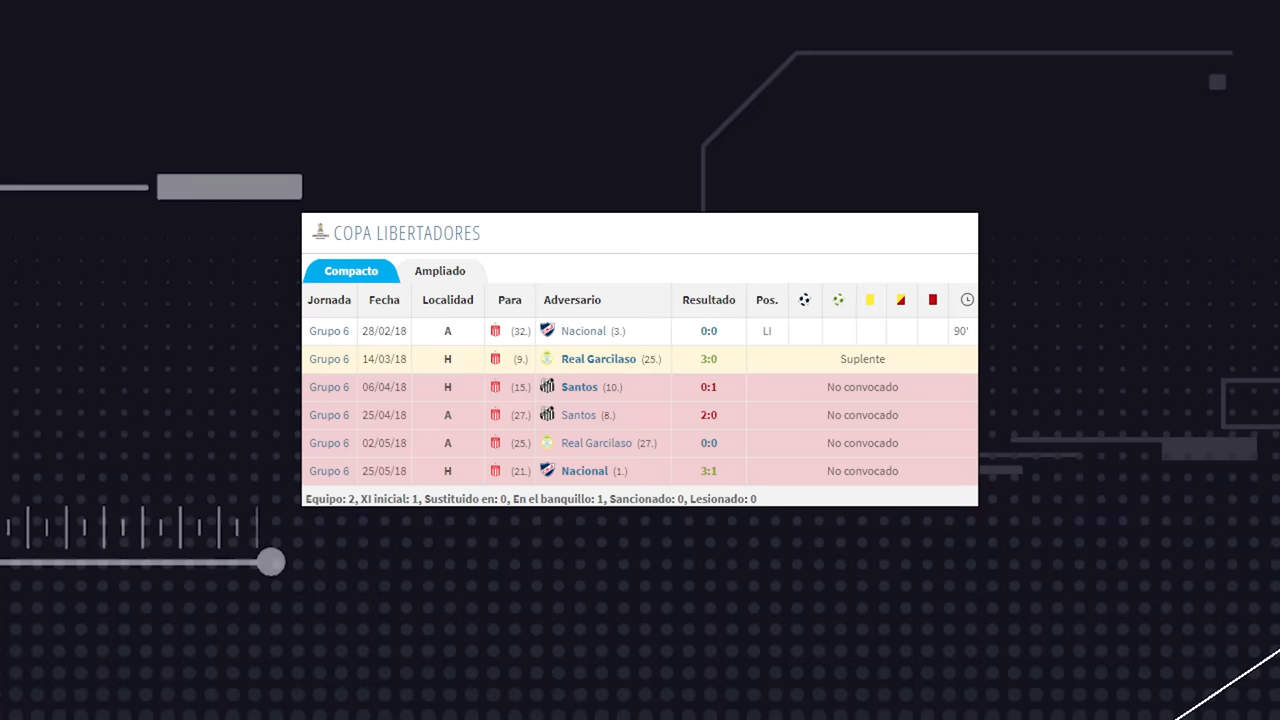 COPA LIBERTADORES
Compacto Ampliado
Jornada Fecha Localidad Para Adversario Resultado Pos.
Grupo 6 28/02/18 A (32.) Nacional (3.) 0:0 LI 90'
Grupo 6 14/03/18 H (9.) Real Garcilaso (25.) 3:0 Suplente
Grupo 6 06/04/18 H (15.) Santos (10.) 0:1 No convocado
Grupo 6 25/04/18 A (27.) Santos (8.) 2:0 No convocado
Grupo 6 02/05/18 A (25.) Real Garcilaso (27.) 0:0 No convocado
Grupo 6 25/05/18 H (21.) Nacional (1.) 3:1 No convocado
Equipo: 2, XI inicial: 1, Sustituido en: 0, En el banquillo: 1, Sancionado: 0, Lesionado: 0